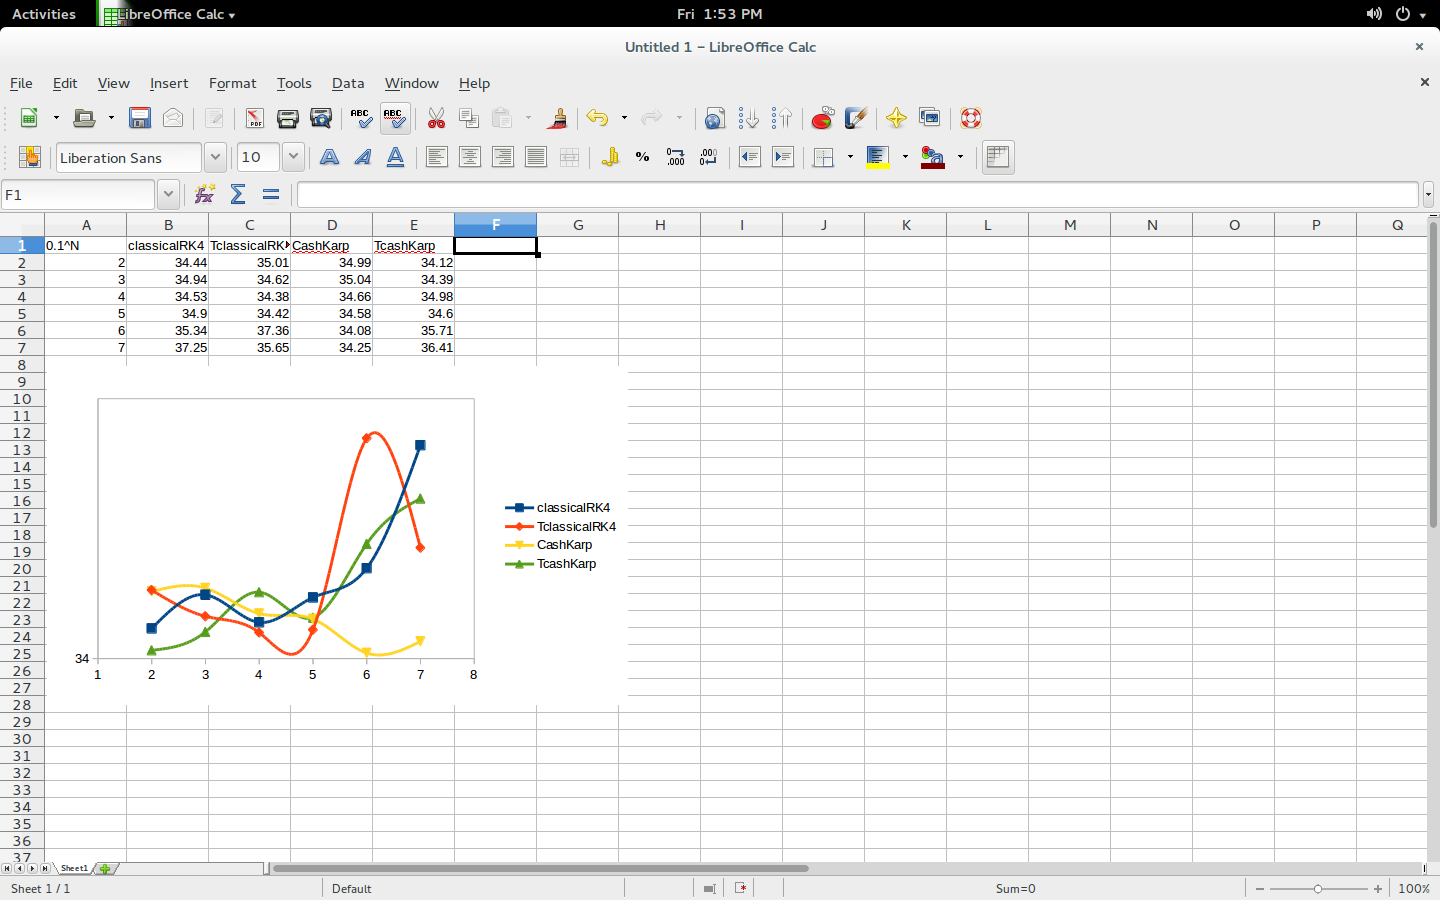 Activities LibreOffice Calc Fri 1:53 PM
Untitled 1 – LibreOffice Calc
File Edit View Insert Format Tools Data Window Help
PDF ABC ABC
Liberation Sans 10 A A A % .000 .000 a
F1 fx Σ =
A B C D E F G H I J K L M N O P Q
1 0.1^N classicalRK4 TclassicalRK CashKarp TcashKarp
2 2 34.44 35.01 34.99 34.12
3 3 34.94 34.62 35.04 34.39
4 4 34.53 34.38 34.66 34.98
5 5 34.9 34.42 34.58 34.6
6 6 35.34 37.36 34.08 35.71
7 7 37.25 35.65 34.25 36.41
8
9
10
11
12
13
14
15
16
17
18
19
20
21
22
23
24
25
26
27
28
29
30
31
32
33
34
35
36
37
classicalRK4
TclassicalRK4
CashKarp
TcashKarp
34
1 2 3 4 5 6 7 8
Sheet1
Sheet 1 / 1 Default Sum=0 100%